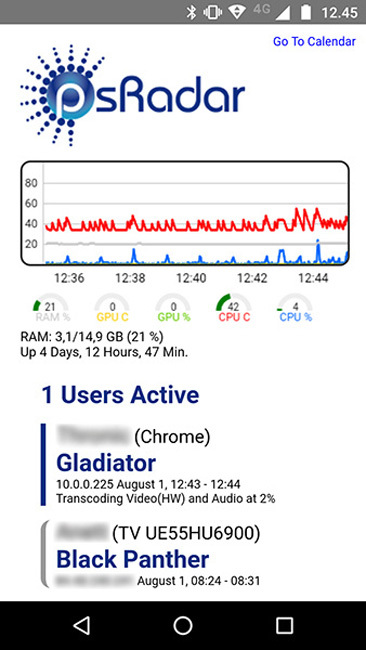 4G 12.45
Go To Calendar
psRadar
80
60
40
20
12:36 12:38 12:40 12:42 12:44
21 0 0 42 4
RAM % GPU C GPU % CPU C CPU %
RAM: 3,1/14,9 GB (21 %)
Up 4 Days, 12 Hours, 47 Min.
1 Users Active
(Chrome)
Gladiator
10.0.0.225 August 1, 12:43 - 12:44
Transcoding Video(HW) and Audio at 2%
(TV UE55HU6900)
Black Panther
August 1, 08:24 - 08:31